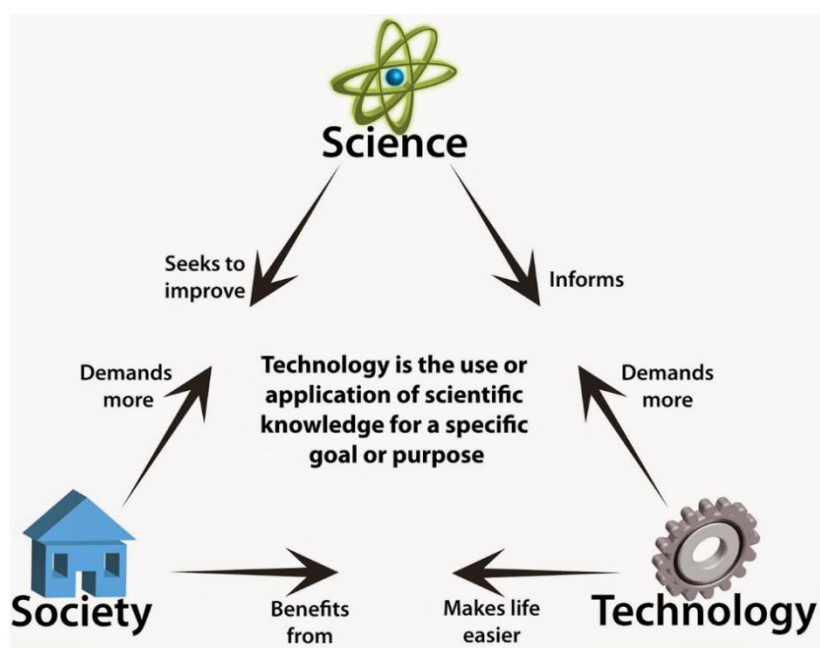 Science
Seeks to
improve
Informs
Demands
more
Technology is the use or
application of scientific
knowledge for a specific
goal or purpose
Demands
more
Society
Benefits
from
Makes life
easier
Technology